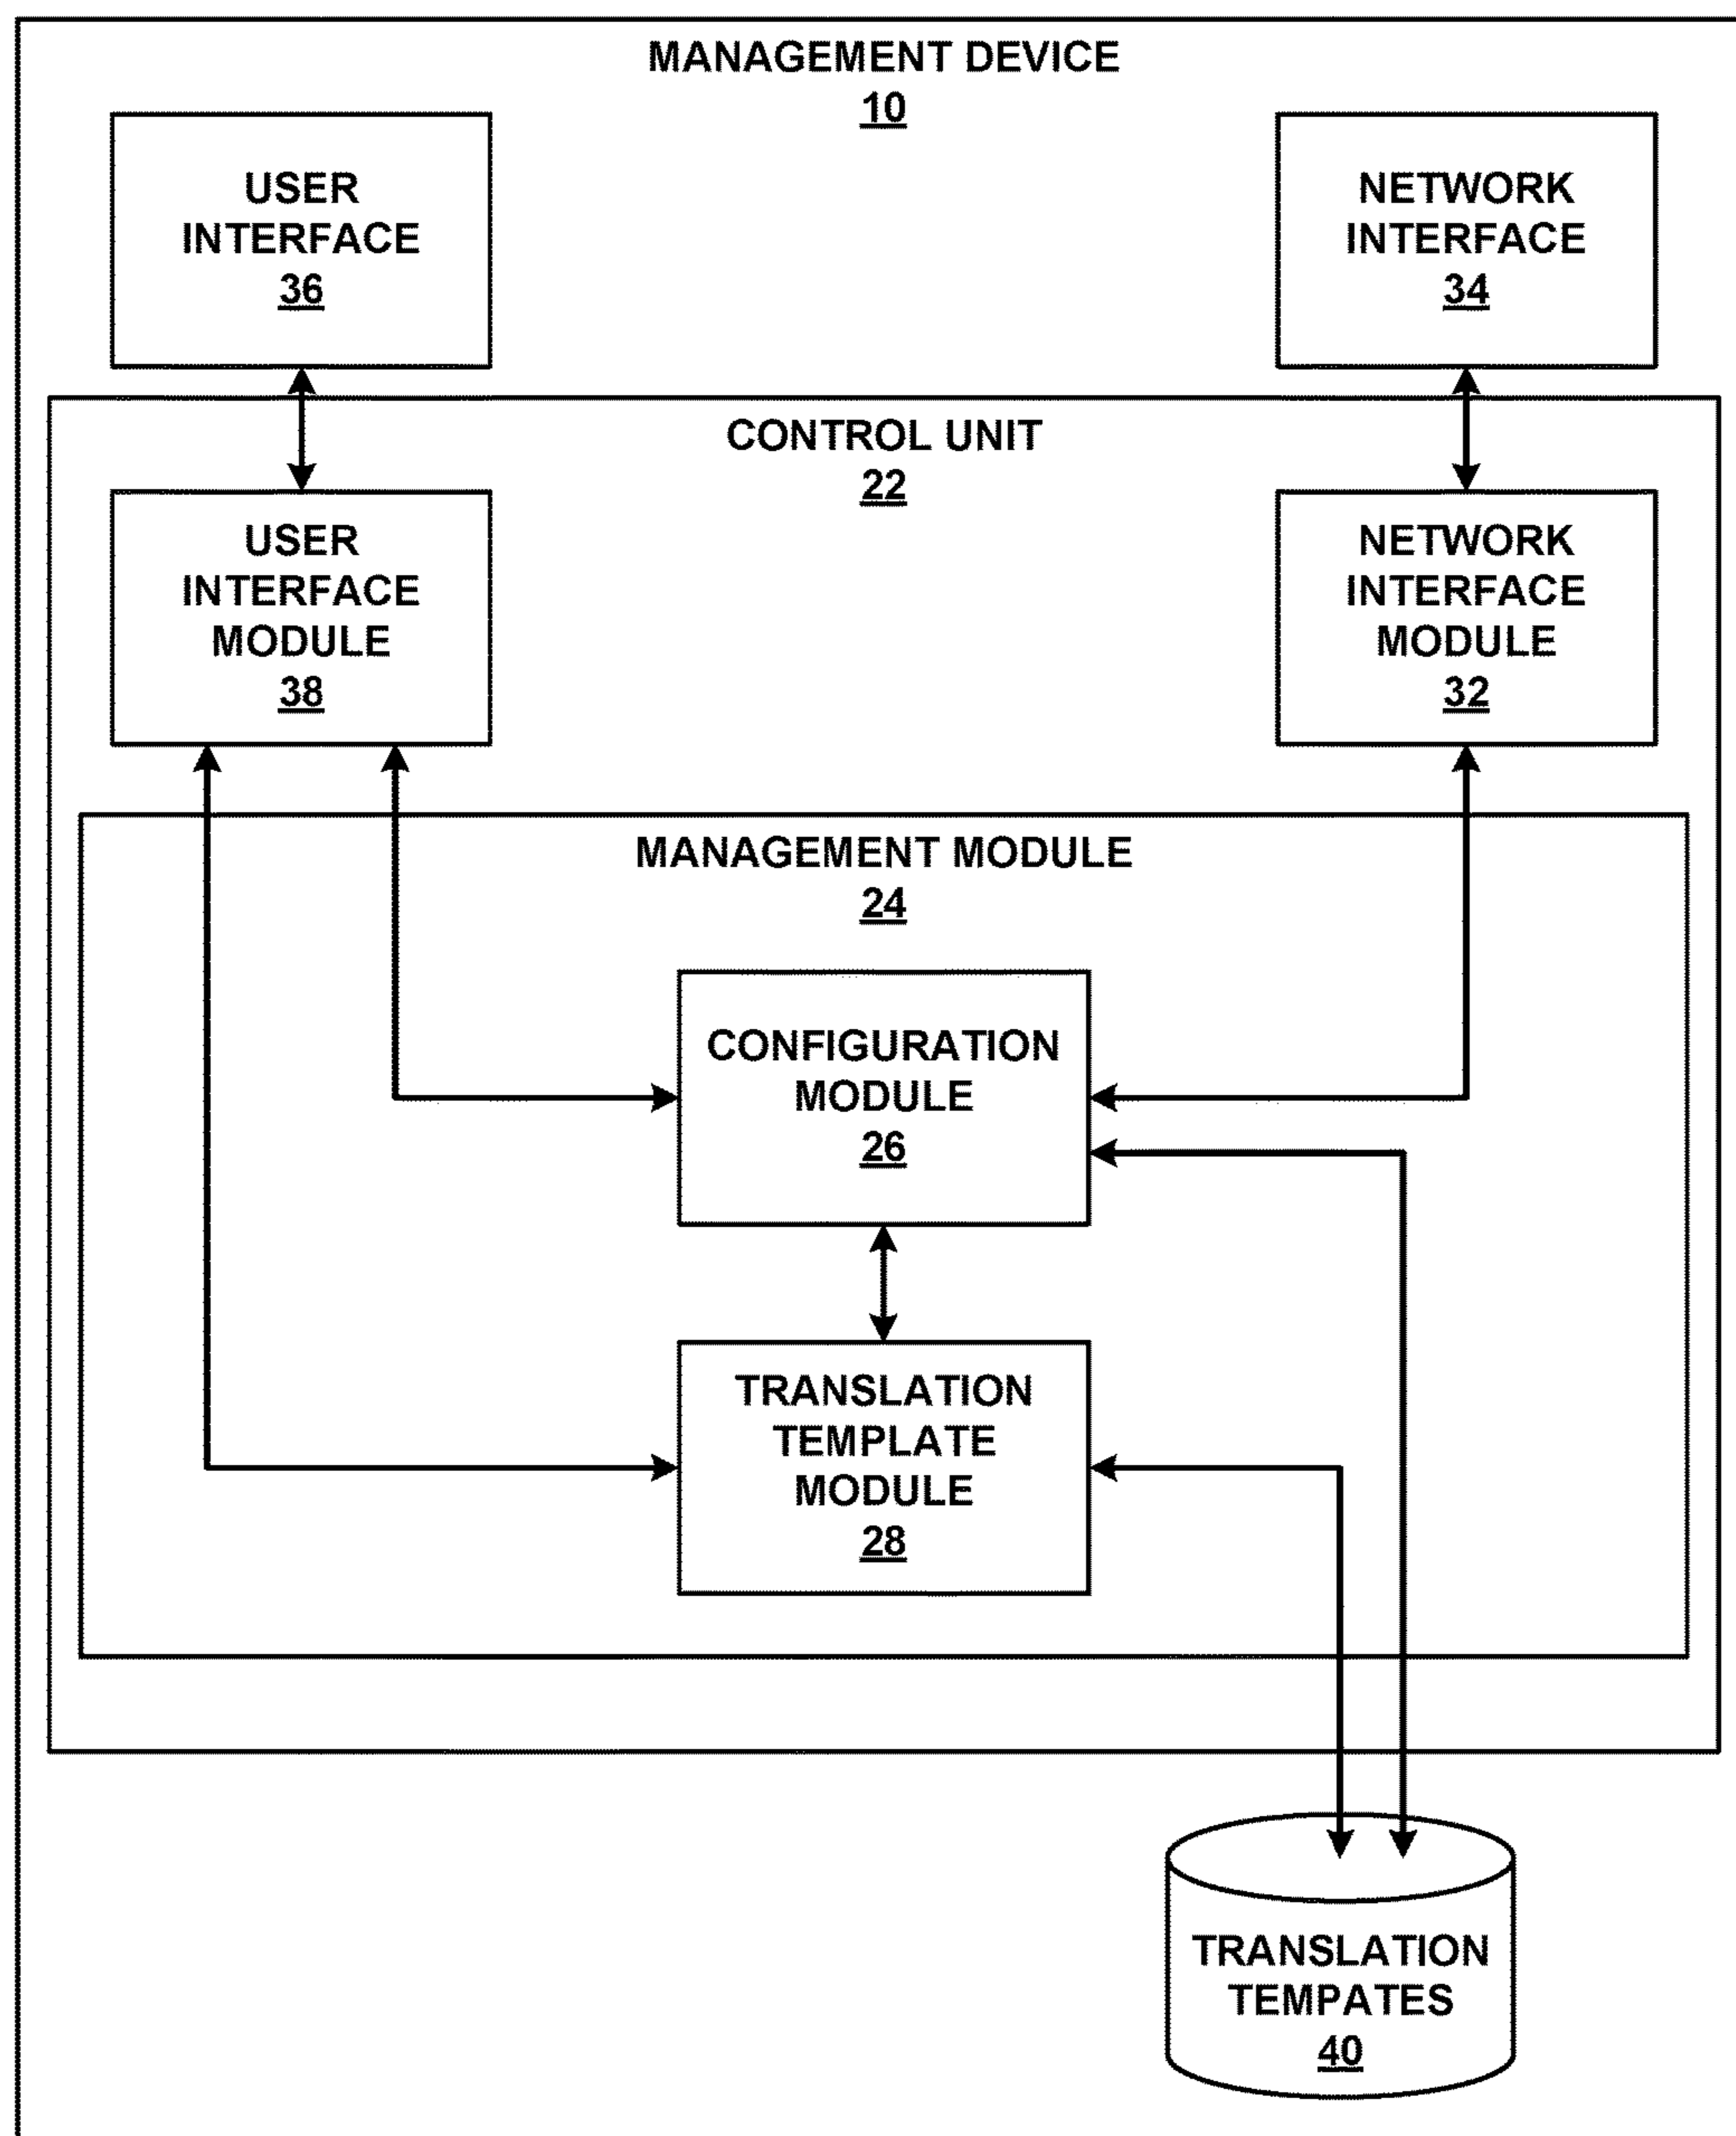 MANAGEMENT DEVICE
10
USER
INTERFACE
36
NETWORK
INTERFACE
34
CONTROL UNIT
22
USER
INTERFACE
MODULE
38
NETWORK
INTERFACE
MODULE
32
MANAGEMENT MODULE
24
CONFIGURATION
MODULE
26
TRANSLATION
TEMPLATE
MODULE
28
TRANSLATION
TEMPATES
40